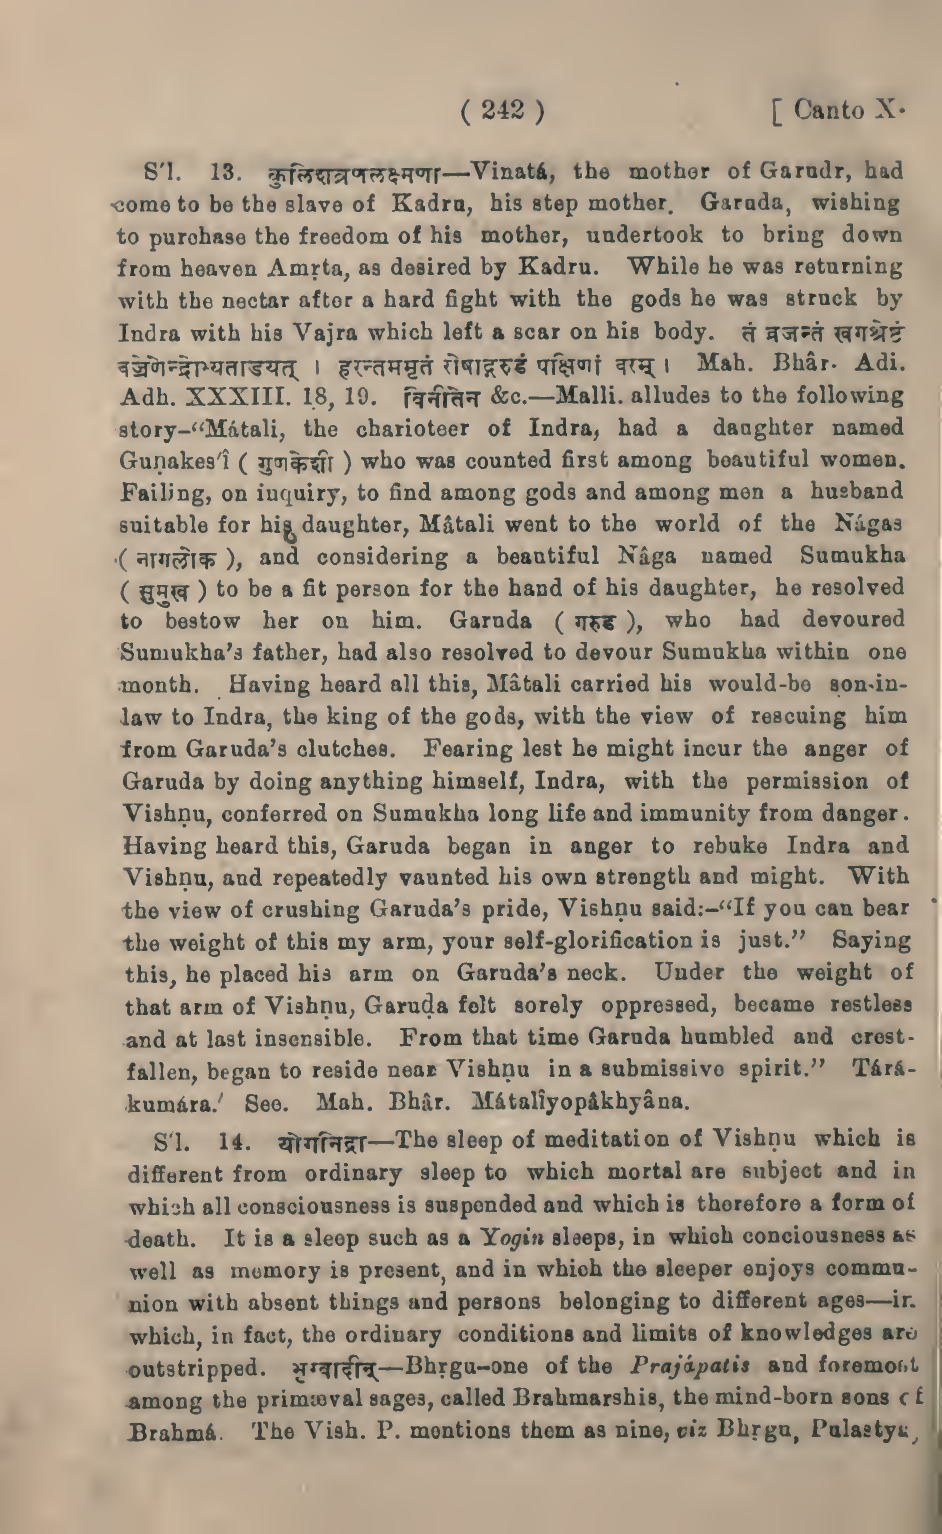 ( 242 ) [ Canto X.
S'l. 13. कुलिशव्रणलक्ष्मणा—Vinatá, the mother of Garudr, had
come to be the slave of Kadru, his step mother. Garuda, wishing
to purchase the freedom of his mother, undertook to bring down
from heaven Amṛta, as desired by Kadru. While he was returning
with the nectar after a hard fight with the gods he was struck by
Indra with his Vajra which left a scar on his body. तं व्रजन्तं खगश्रेष्ठं
वज्रेणेन्द्रोभ्यताडयत् । हरन्तममृतं रोषाद्गरुडं पक्षिणां वरम् । Mah. Bhâr. Adi.
Adh. XXXIII. 18, 19. विनीतेन &c.—Malli. alludes to the following
story-“Mátali, the charioteer of Indra, had a daughter named
Guṇakes'î ( गुणकेशी ) who was counted first among beautiful women.
Failing, on inquiry, to find among gods and among men a husband
suitable for his daughter, Mâtali went to the world of the Nágas
( नागलोक ), and considering a beautiful Nâga named Sumukha
( सुमुख ) to be a fit person for the hand of his daughter, he resolved
to bestow her on him. Garuda ( गरुड ), who had devoured
Sumukha's father, had also resolved to devour Sumukha within one
month. Having heard all this, Mâtali carried his would-be son-in-
law to Indra, the king of the gods, with the view of rescuing him
from Garuda's clutches. Fearing lest he might incur the anger of
Garuda by doing anything himself, Indra, with the permission of
Vishṇu, conferred on Sumukha long life and immunity from danger.
Having heard this, Garuda began in anger to rebuke Indra and
Vishṇu, and repeatedly vaunted his own strength and might. With
the view of crushing Garuda's pride, Vishṇu said:-“If you can bear
the weight of this my arm, your self-glorification is just.” Saying
this, he placed his arm on Garuda's neck. Under the weight of
that arm of Vishṇu, Garuḍa felt sorely oppressed, became restless
and at last insensible. From that time Garuda humbled and crest-
fallen, began to reside near Vishṇu in a submissive spirit.” Tárá-
kumára.' See. Mah. Bhâr. Mátalîyopâkhyâna.
S'l. 14. योगनिद्रा—The sleep of meditation of Vishṇu which is
different from ordinary sleep to which mortal are subject and in
which all consciousness is suspended and which is therefore a form of
death. It is a sleep such as a Yogin sleeps, in which conciousness as
well as memory is present, and in which the sleeper enjoys commu-
nion with absent things and persons belonging to different ages—in
which, in fact, the ordinary conditions and limits of knowledges are
outstripped. भृग्वादीन्—Bhṛgu-one of the Prajápatis and foremost
among the primæval sages, called Brahmarshis, the mind-born sons of
Brahmá. The Vish. P. mentions them as nine, viz Bhṛgu, Pulastya,